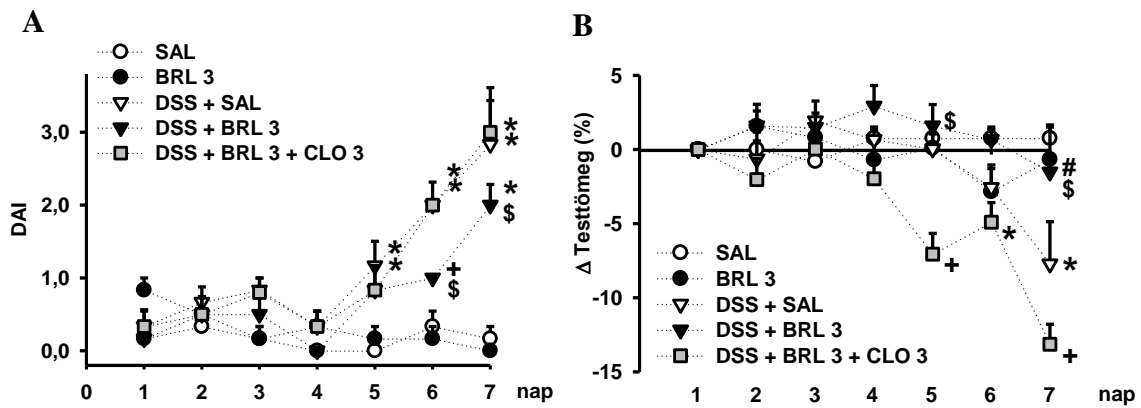 A
SAL
BRL 3
DSS + SAL
DSS + BRL 3
DSS + BRL 3 + CLO 3
DAI
3,0
2,0
1,0
0,0
0 1 2 3 4 5 6 7 nap
* * * * + $ * * * $
B
Δ Testtömeg (%)
5
0
-5
-10
-15
SAL
BRL 3
DSS + SAL
DSS + BRL 3
DSS + BRL 3 + CLO 3
$ + * # $ * +
1 2 3 4 5 6 7 nap